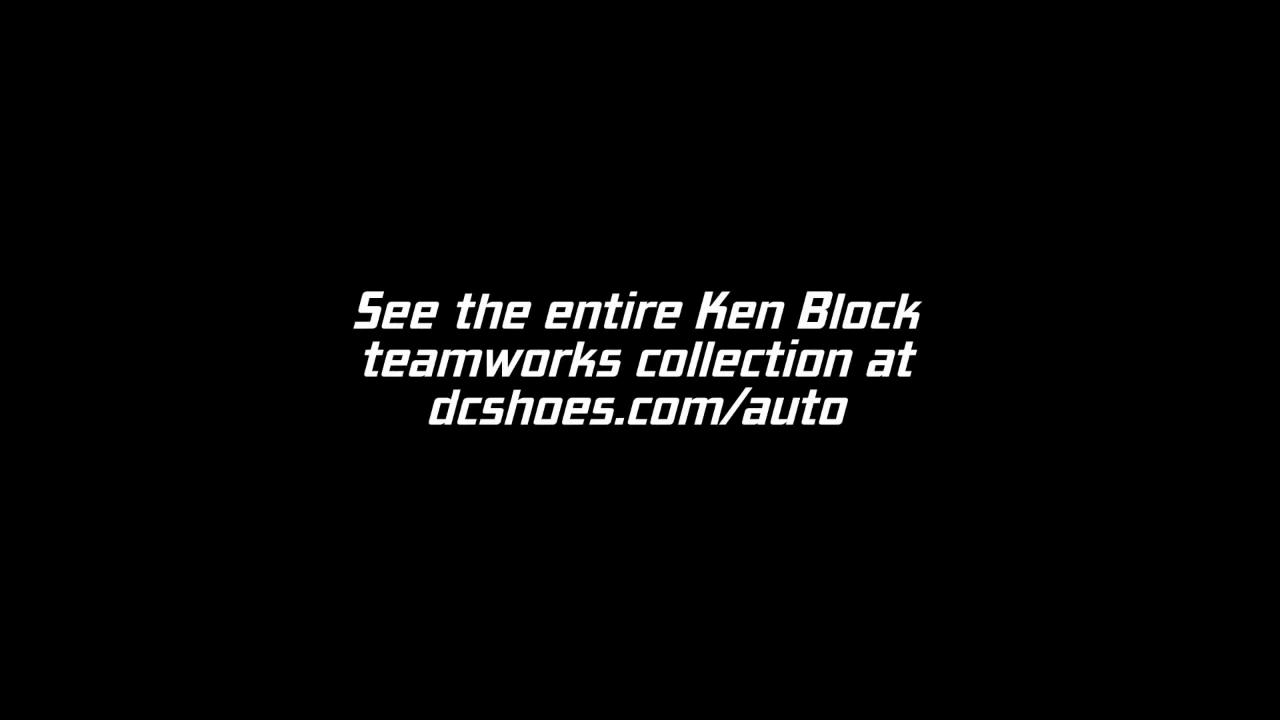 See the entire Ken Block
teamworks collection at
dcshoes.com/auto